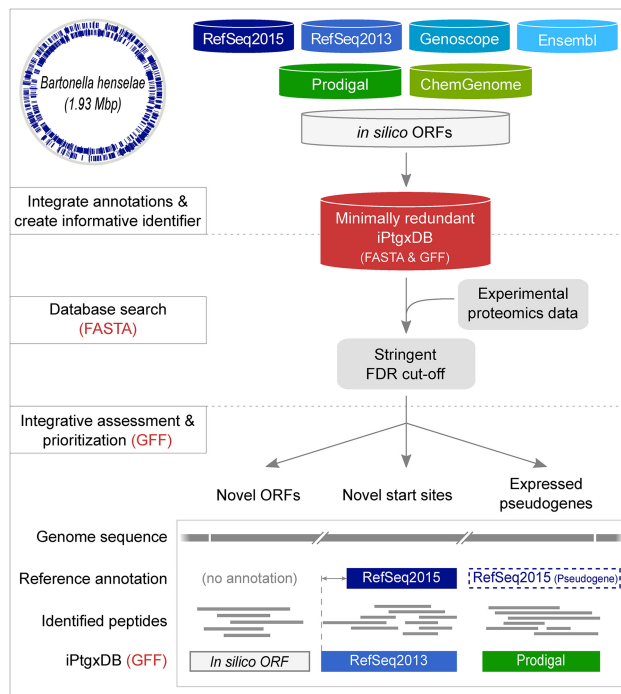 RefSeq2015 RefSeq2013 Genoscope Ensembl
Bartonella henselae
(1.93 Mbp)
Prodigal ChemGenome
in silico ORFs
Integrate annotations &
create informative identifier
Minimally redundant
iPtgxDB
(FASTA & GFF)
Database search
(FASTA)
Experimental
proteomics data
Stringent
FDR cut-off
Integrative assessment &
prioritization (GFF)
Novel ORFs Novel start sites Expressed
pseudogenes
Genome sequence
Reference annotation (no annotation) RefSeq2015 RefSeq2015 (Pseudogene)
Identified peptides
iPtgxDB (GFF) In silico ORF RefSeq2013 Prodigal